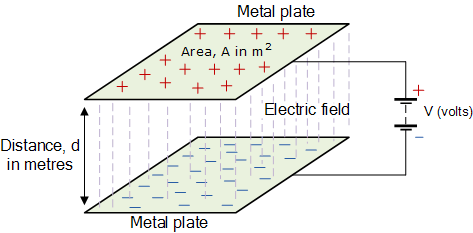 Metal plate
Area, A in m²
+
Electric field
V (volts)
−
Distance, d
in metres
Metal plate